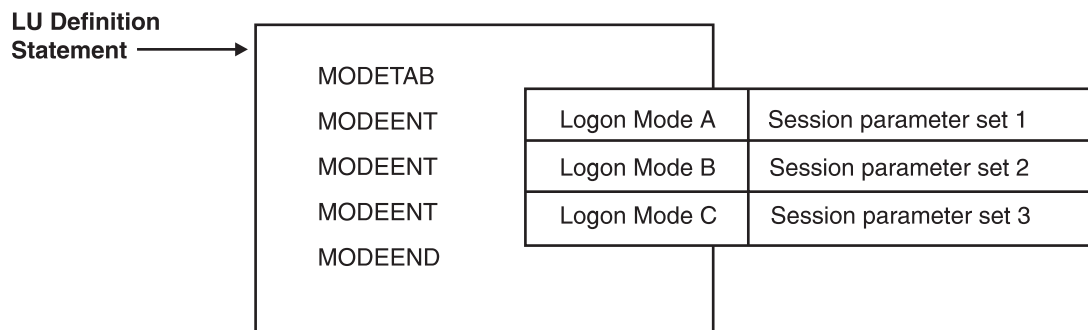 LU Definition
Statement
MODETAB
MODEENT Logon Mode A Session parameter set 1
MODEENT Logon Mode B Session parameter set 2
MODEENT Logon Mode C Session parameter set 3
MODEEND